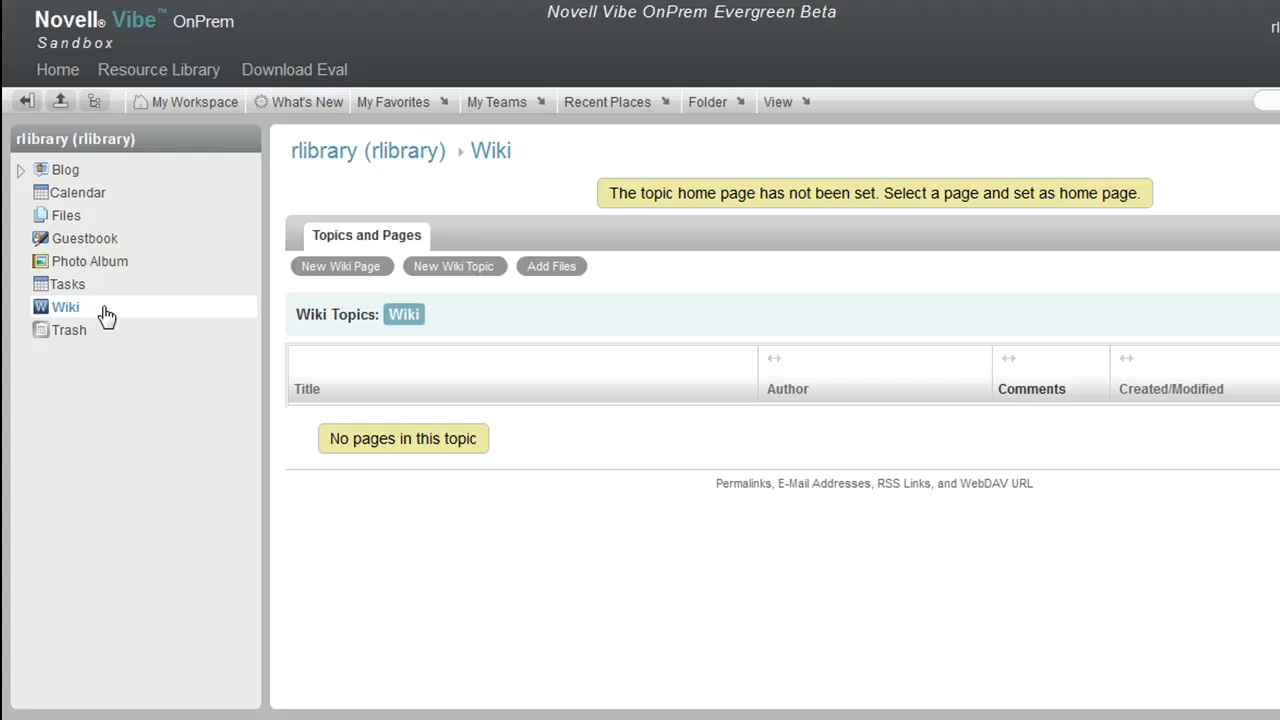 Novell® Vibe™ OnPrem
Sandbox
Novell Vibe OnPrem Evergreen Beta
Home Resource Library Download Eval
My Workspace What's New My Favorites My Teams Recent Places Folder View
rlibrary (rlibrary)
Blog
Calendar
Files
Guestbook
Photo Album
Tasks
Wiki
Trash
rlibrary (rlibrary) Wiki
The topic home page has not been set. Select a page and set as home page.
Topics and Pages
New Wiki Page New Wiki Topic Add Files
Wiki Topics: Wiki
Title Author Comments Created/Modified
No pages in this topic
Permalinks, E-Mail Addresses, RSS Links, and WebDAV URL